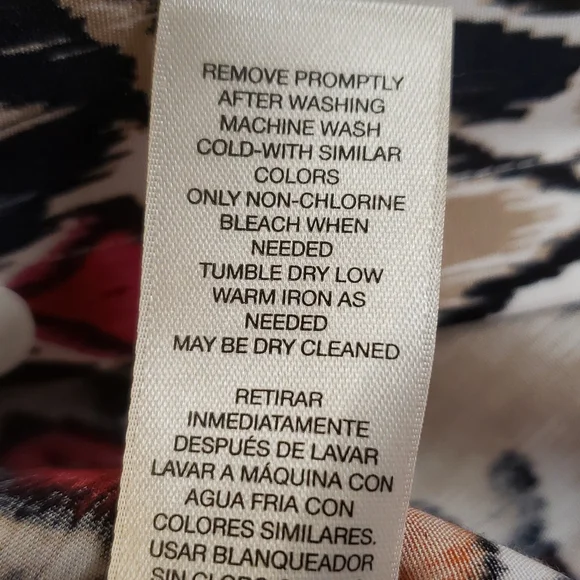 REMOVE PROMPTLY
AFTER WASHING
MACHINE WASH
COLD-WITH SIMILAR
COLORS
ONLY NON-CHLORINE
BLEACH WHEN
NEEDED
TUMBLE DRY LOW
WARM IRON AS
NEEDED
MAY BE DRY CLEANED
RETIRAR
INMEDIATAMENTE
DESPUÉS DE LAVAR
LAVAR A MÁQUINA CON
AGUA FRIA CON
COLORES SIMILARES.
USAR BLANQUEADOR
SIN